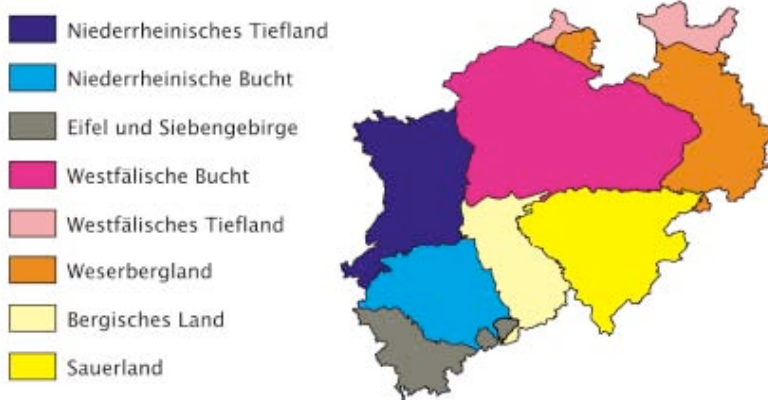 Niederrheinisches Tiefland
Niederrheinische Bucht
Eifel und Siebengebirge
Westfälische Bucht
Westfälisches Tiefland
Weserbergland
Bergisches Land
Sauerland